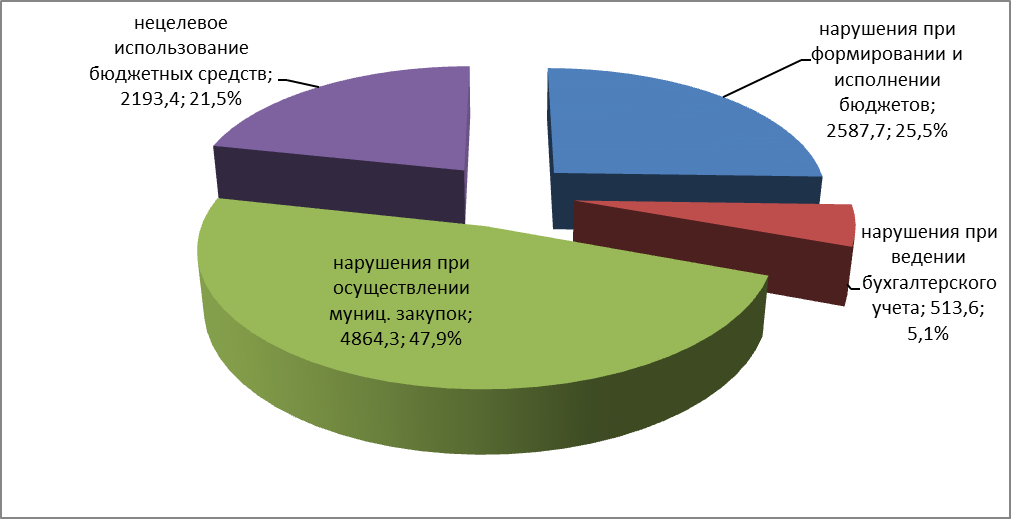 нецелевое
использование
бюджетных средств;
2193,4; 21,5%
нарушения при
формировании и
исполнении
бюджетов;
2587,7; 25,5%
нарушения при
ведении
бухгалтерского
учета; 513,6;
5,1%
нарушения при
осуществлении
муниц. закупок;
4864,3; 47,9%